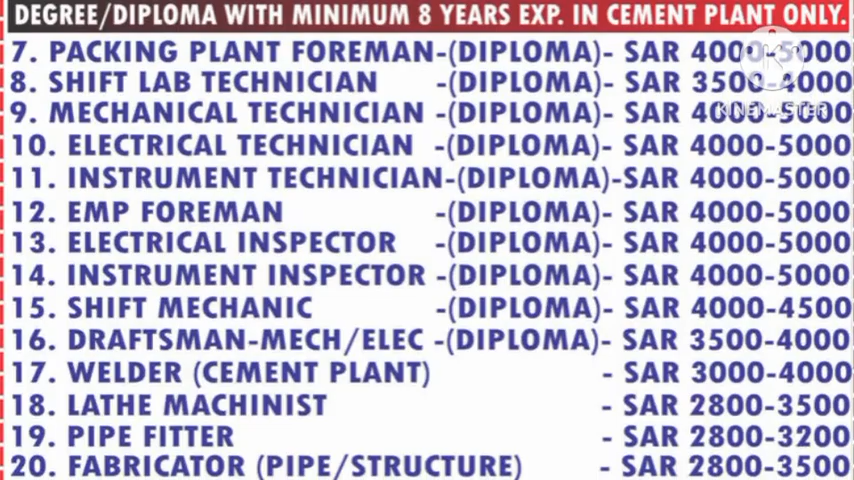 DEGREE/DIPLOMA WITH MINIMUM 8 YEARS EXP. IN CEMENT PLANT ONLY.
7. PACKING PLANT FOREMAN-(DIPLOMA)- SAR 4000-5000
8. SHIFT LAB TECHNICIAN -(DIPLOMA)- SAR 3500-4000
9. MECHANICAL TECHNICIAN -(DIPLOMA)- SAR 4000-5000
KINEMASTER
10. ELECTRICAL TECHNICIAN -(DIPLOMA)- SAR 4000-5000
11. INSTRUMENT TECHNICIAN-(DIPLOMA)-SAR 4000-5000
12. EMP FOREMAN -(DIPLOMA)- SAR 4000-5000
13. ELECTRICAL INSPECTOR -(DIPLOMA)- SAR 4000-5000
14. INSTRUMENT INSPECTOR -(DIPLOMA)- SAR 4000-5000
15. SHIFT MECHANIC -(DIPLOMA)- SAR 4000-4500
16. DRAFTSMAN-MECH/ELEC -(DIPLOMA)- SAR 3500-4000
17. WELDER (CEMENT PLANT) - SAR 3000-4000
18. LATHE MACHINIST - SAR 2800-3500
19. PIPE FITTER - SAR 2800-3200
20. FABRICATOR (PIPE/STRUCTURE) - SAR 2800-3500